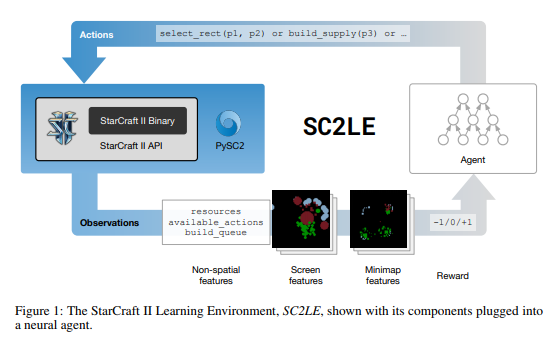 Actions
select_rect(p1, p2) or build_supply(p3) or …
StarCraft II Binary
StarCraft II API
PySC2
SC2LE
Agent
Observations
resources
available_actions
build_queue
-1/0/+1
Non-spatial
features
Screen
features
Minimap
features
Reward
Figure 1: The StarCraft II Learning Environment, SC2LE, shown with its components plugged into
a neural agent.